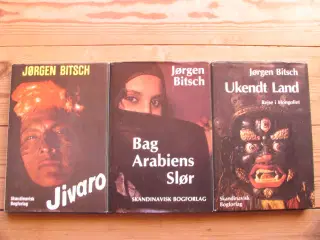 JØRGEN BITSCH
Jivaro
Skandinavisk
Bogforlag
Jørgen
Bitsch
Bag
Arabiens
Slør
SKANDINAVISK BOGFORLAG
Jørgen Bitsch
Ukendt Land
Rejse i Mongoliet
Skandinavisk
Bogforlag